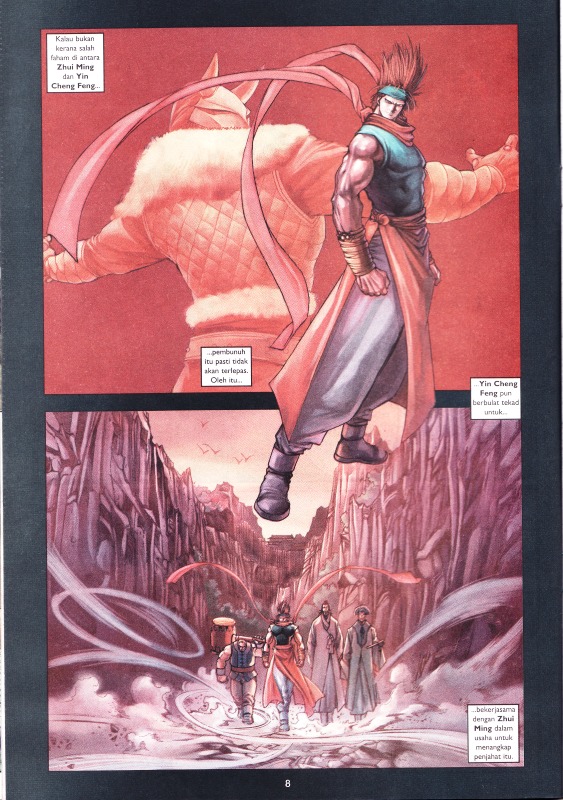 Kalau bukan
kerana salah
faham di antara
Zhui Ming
dan Yin
Cheng Feng...
...pembunuh
itu pasti tidak
akan terlepas.
Oleh itu...
...Yin Cheng
Feng pun
berbulat tekad
untuk...
...bekerjasama
dengan Zhui
Ming dalam
usaha untuk
menangkap
penjahat itu.
8